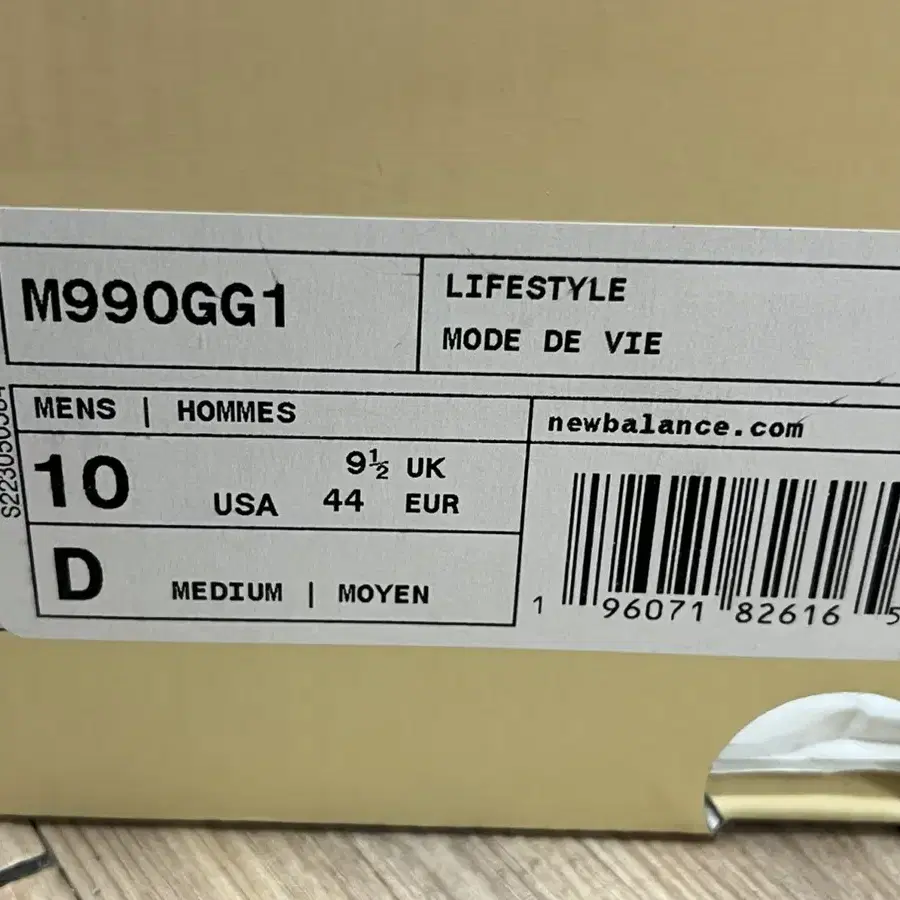 M990GG1
LIFESTYLE
MODE DE VIE
MENS | HOMMES
newbalance.com
10 USA
9½ UK
44 EUR
D MEDIUM | MOYEN
1 96071 82616 5